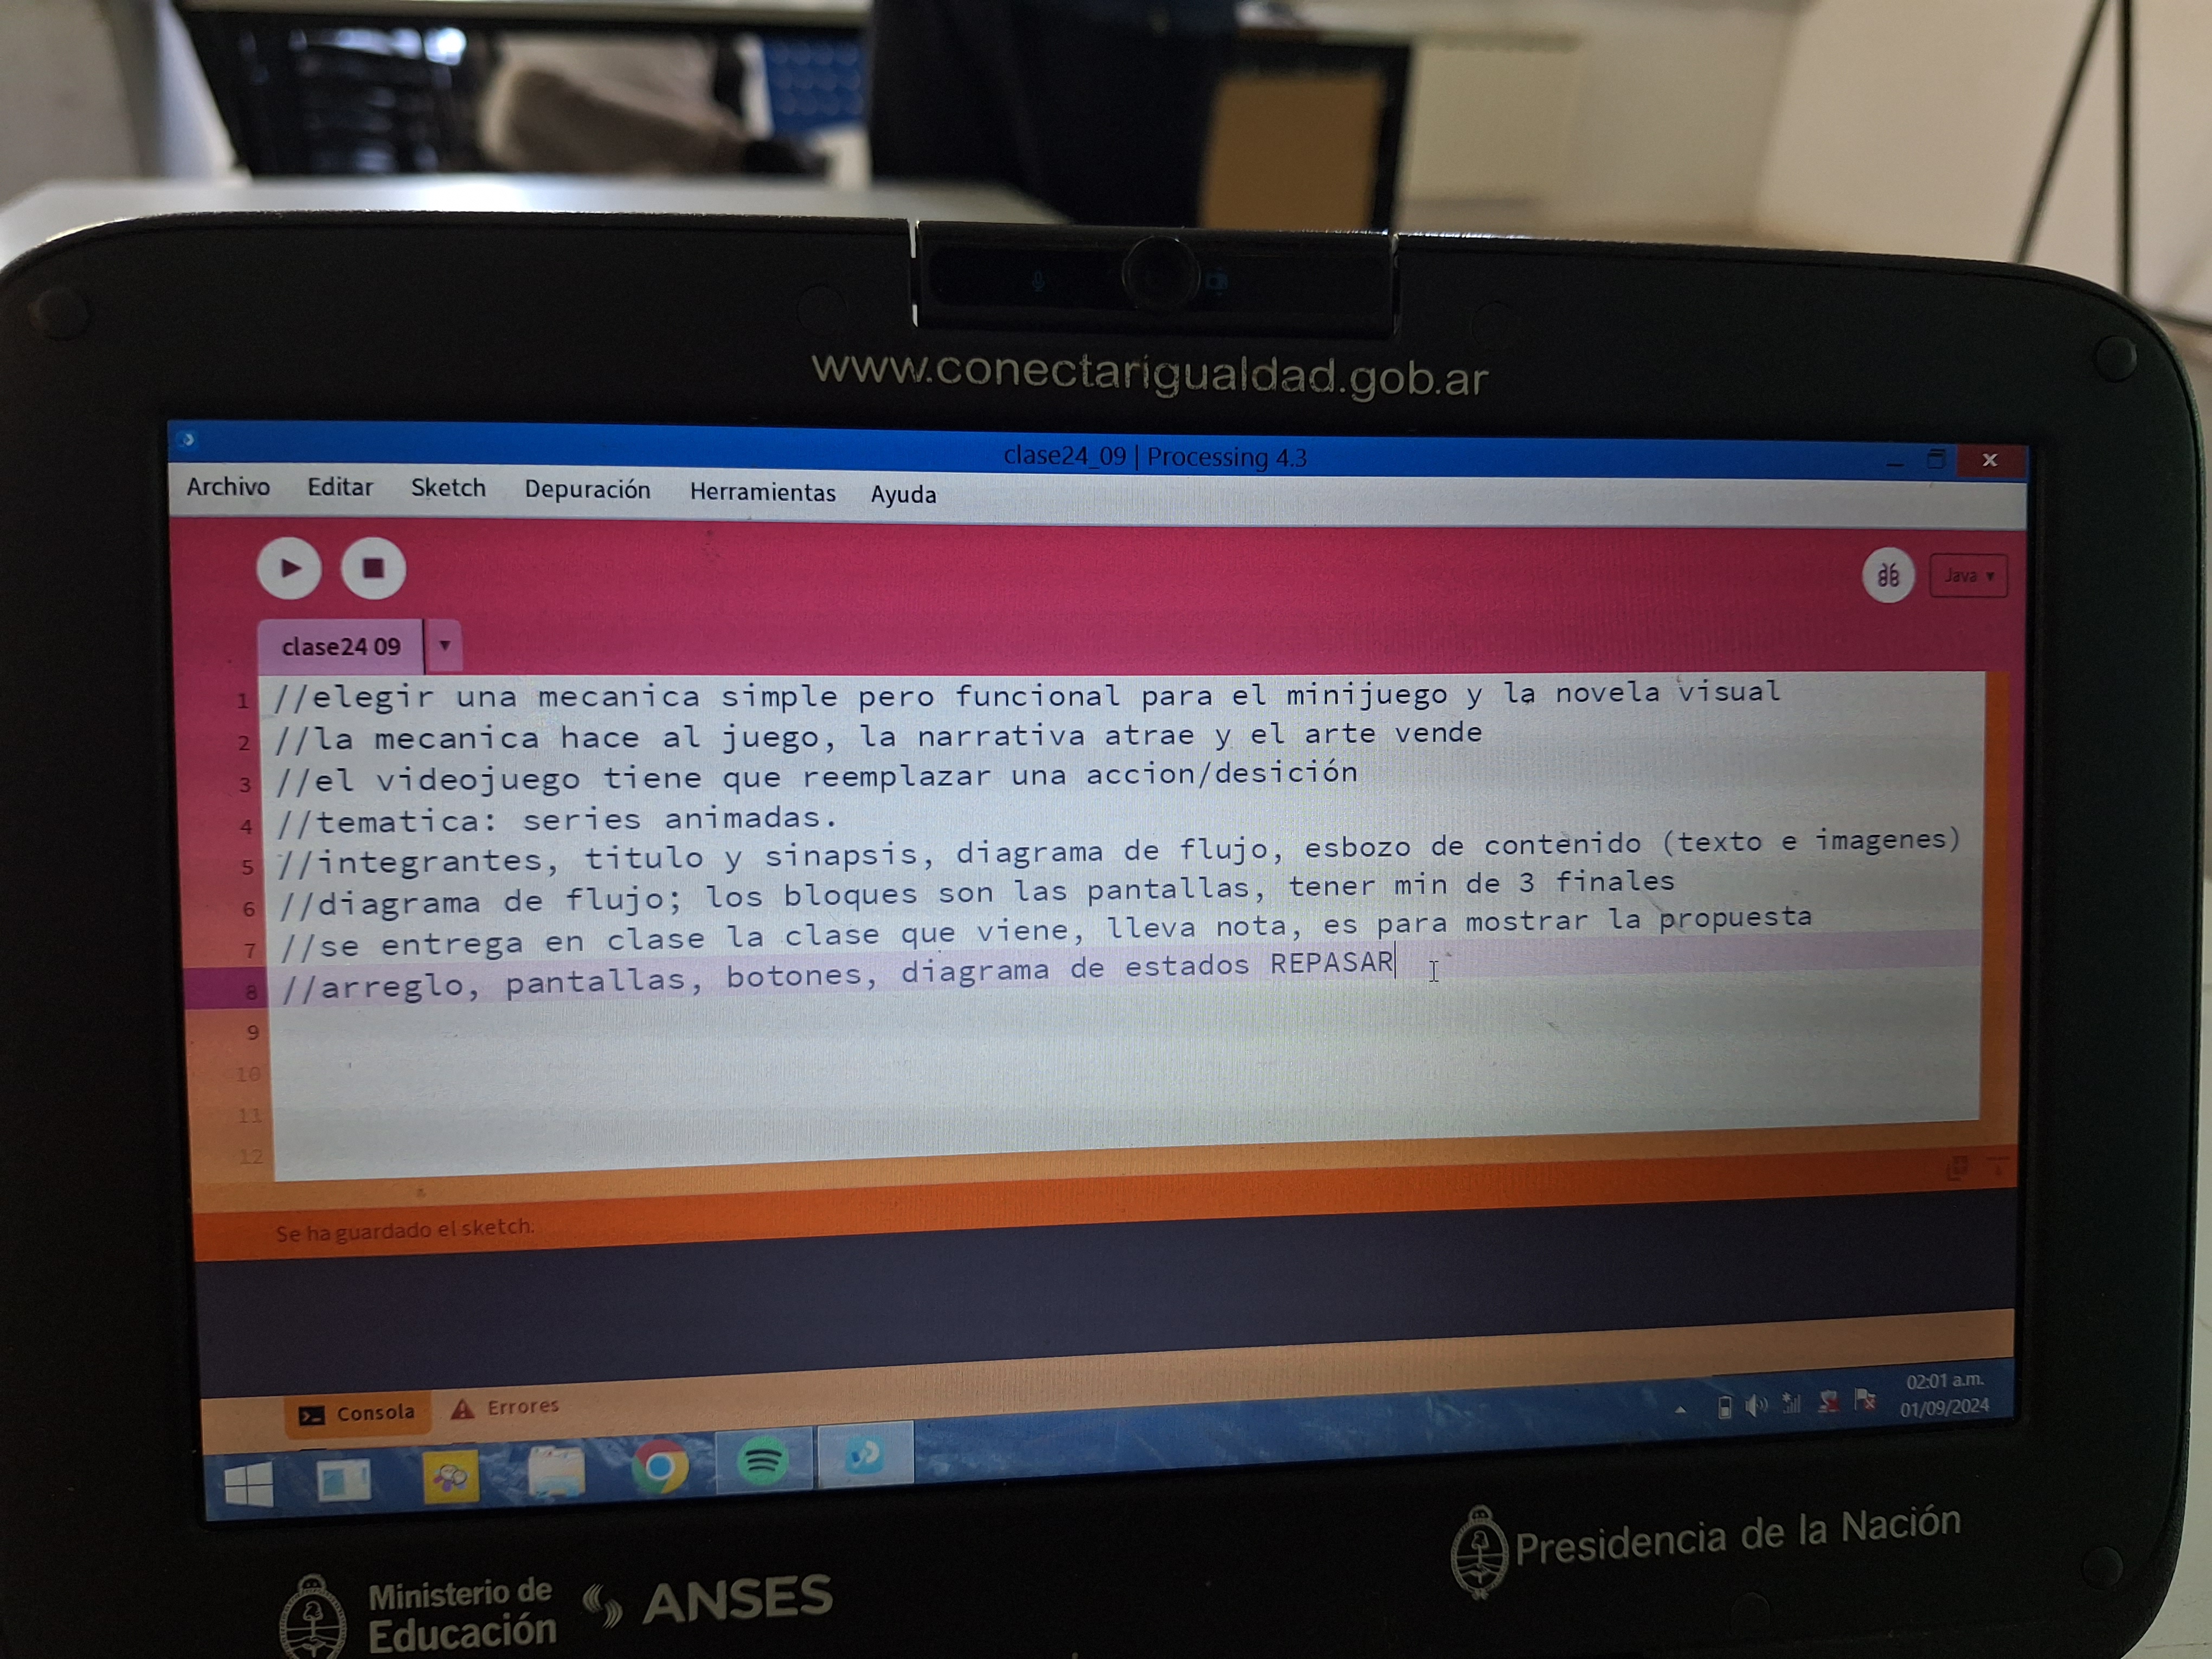 www.conectarigualdad.gob.ar
clase24_09 | Processing 4.3
Archivo Editar Sketch Depuración Herramientas Ayuda
Java
clase24 09
1 //elegir una mecanica simple pero funcional para el minijuego y la novela visual
2 //la mecanica hace al juego, la narrativa atrae y el arte vende
3 //el videojuego tiene que reemplazar una accion/desición
4 //tematica: series animadas.
5 //integrantes, titulo y sinapsis, diagrama de flujo, esbozo de contenido (texto e imagenes)
6 //diagrama de flujo; los bloques son las pantallas, tener min de 3 finales
7 //se entrega en clase la clase que viene, lleva nota, es para mostrar la propuesta
8 //arreglo, pantallas, botones, diagrama de estados REPASAR
9
10
11
12
Se ha guardado el sketch.
Consola Errores
02:01 a.m.
01/09/2024
Ministerio de
Educación
ANSES
Presidencia de la Nación